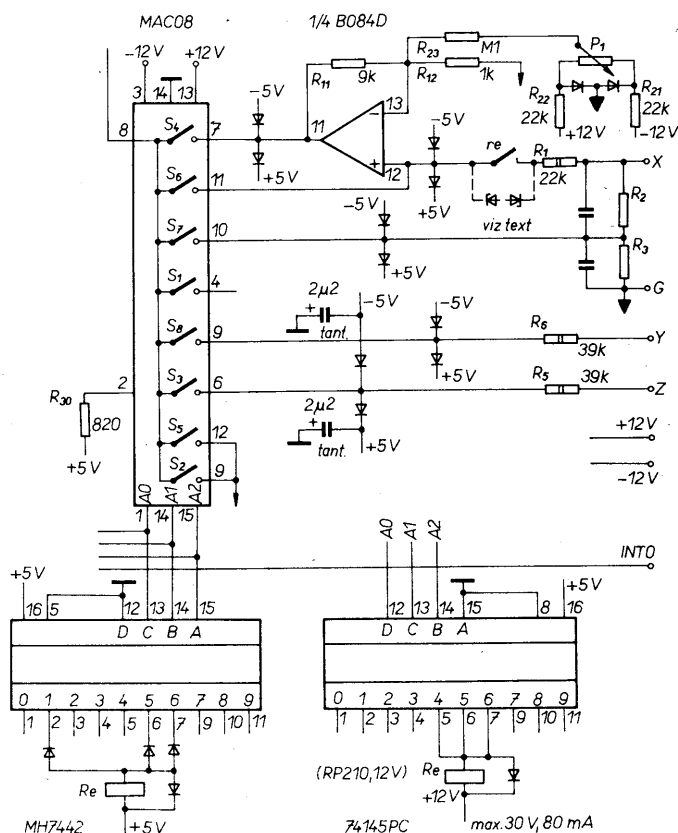 MAC08
1/4 B084D
-12V
+12V
3
14
13
8
S4
7
-5V
+5V
R11
9k
11
13
−
+
12
R23
M1
R12
1k
P1
R22
22k
R21
22k
+12V
-12V
-5V
+5V
re
viz text
R1
22k
X
R2
R3
G
S6
11
S7
10
-5V
+5V
S1
4
S8
9
2μ2
+
tant.
-5V
-5V
+5V
R6
39k
Y
S3
6
R5
39k
Z
2
R30
820
+5V
2μ2
+
tant.
+5V
S5
12
S2
9
+12V
-12V
A0
A1
A2
1
14
15
A0
A1
A2
INT0
+5V
16
5
12
13
14
15
D
C
B
A
0
1
2
3
4
5
6
7
8
9
1
2
3
4
5
6
7
9
10
11
Re
+5V
MH7442
12
13
14
15
8
16
+5V
D
C
B
A
0
1
2
3
4
5
6
7
8
9
1
2
3
4
5
6
7
9
10
11
(RP210,12V)
Re
+12V
74145PC
max.30V,80mA